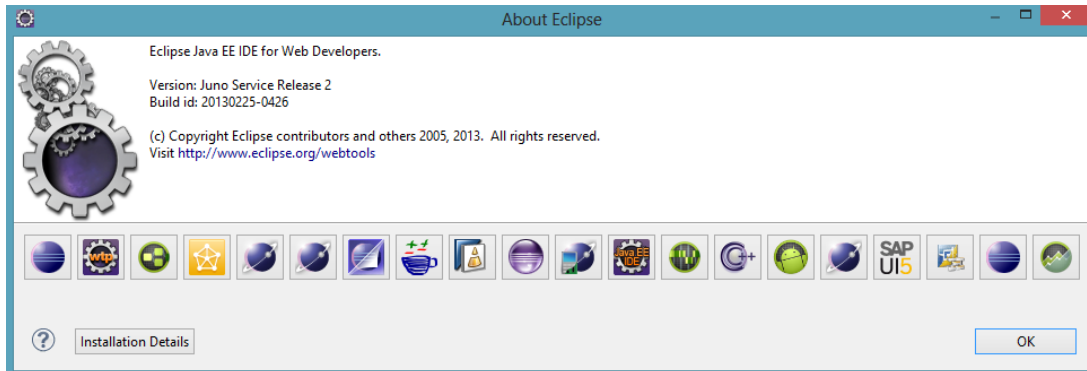 About Eclipse
Eclipse Java EE IDE for Web Developers.
Version: Juno Service Release 2
Build id: 20130225-0426
(c) Copyright Eclipse contributors and others 2005, 2013.  All rights reserved.
Visit http://www.eclipse.org/webtools
wtp
Java EE
IDE
C++
SAP
UI5
?
Installation Details
OK